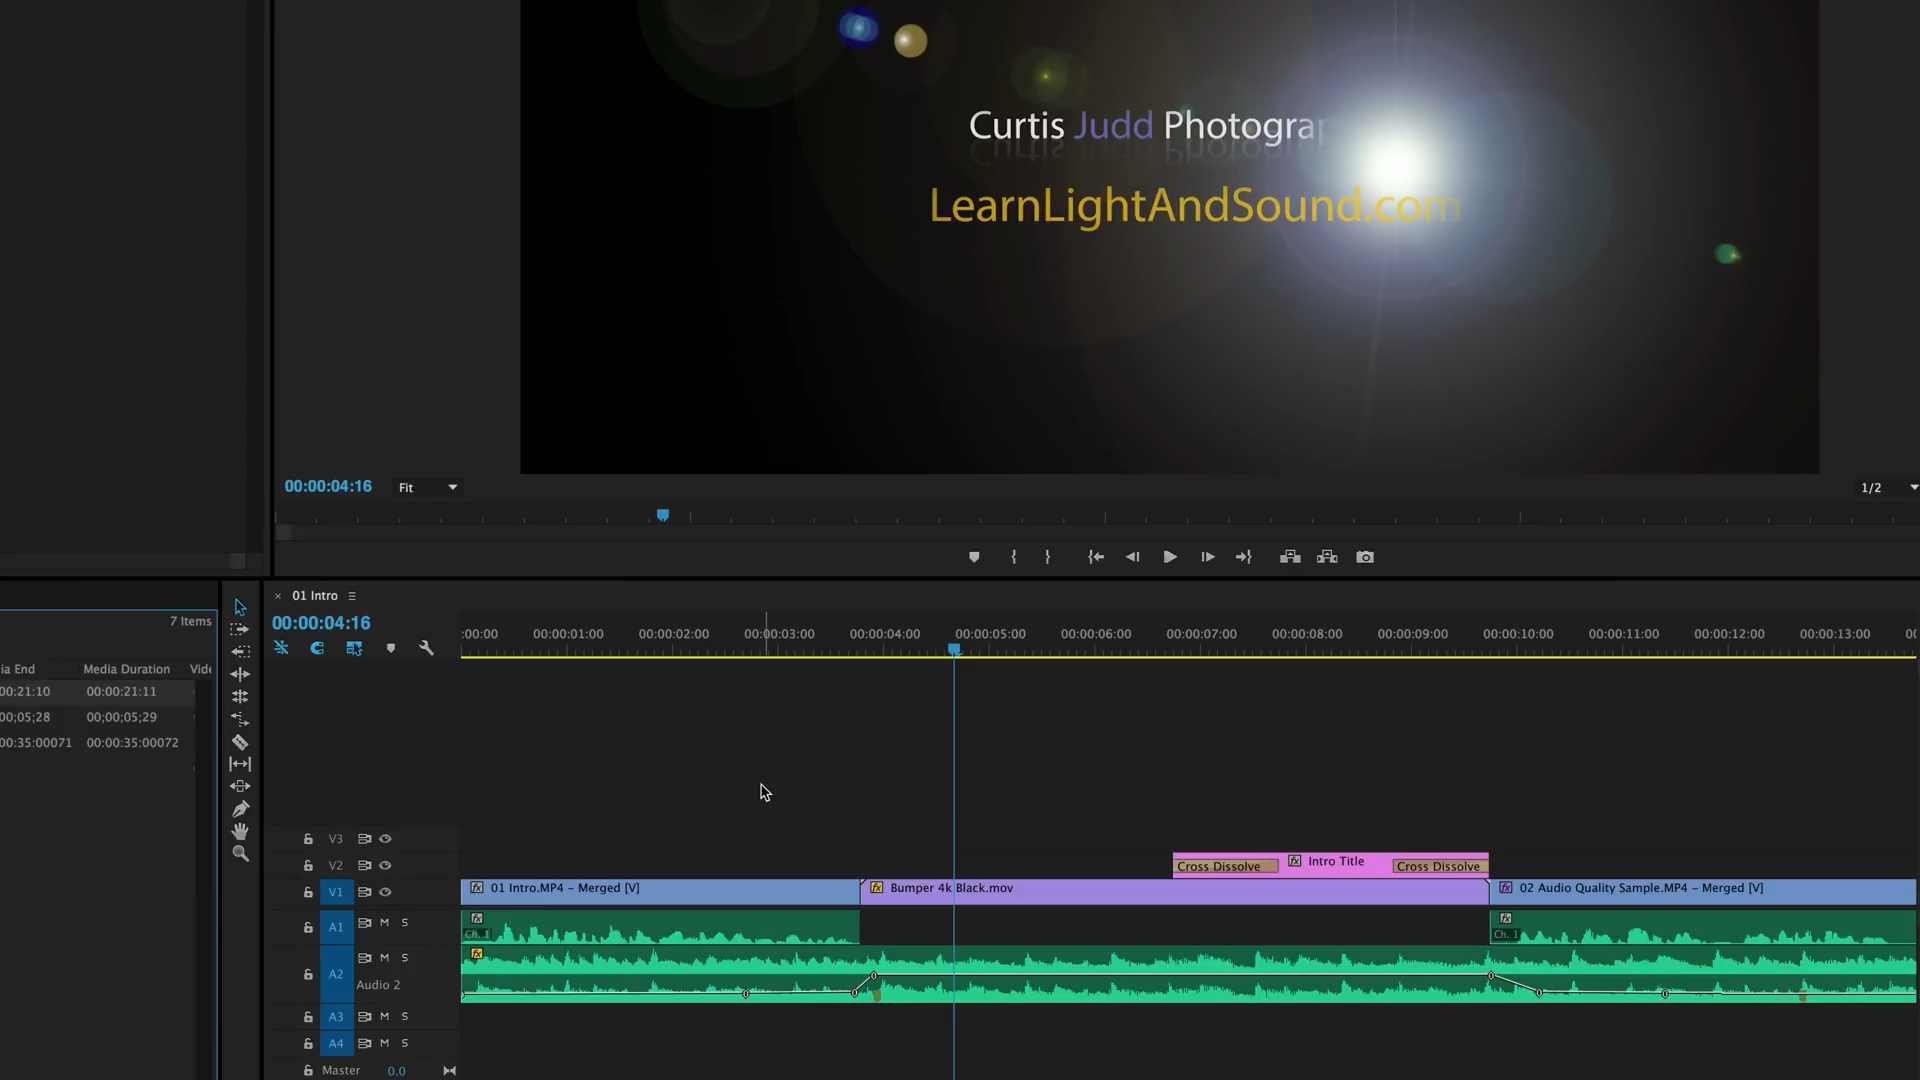 Curtis Judd Photograp
LearnLightAndSound.com
00:00:04:16
Fit
1/2
01 Intro
7 Items
00:00:04:16
:00:00 00:00:01:00 00:00:02:00 00:00:03:00 00:00:04:00 00:00:05:00 00:00:06:00 00:00:07:00 00:00:08:00 00:00:09:00 00:00:10:00 00:00:11:00 00:00:12:00 00:00:13:00
ia End Media Duration Vide
00:21:10 00:00:21:11
00;05;28 00;00;05;29
00:35:00071 00:00:35:00072
V3
V2 Cross Dissolve Intro Title Cross Dissolve
V1 01 Intro.MP4 – Merged [V] Bumper 4k Black.mov 02 Audio Quality Sample.MP4 – Merged [V]
A1 M S Ch. 1 Ch. 1
A2 M S
Audio 2
A3 M S
A4 M S
Master 0.0